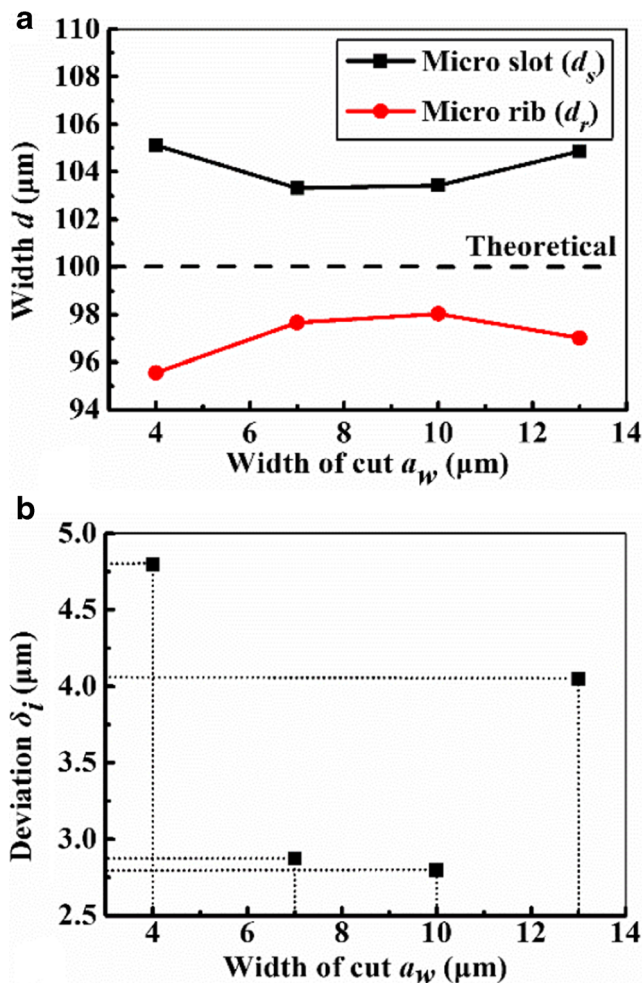 a
110
108
106
104
102
100
98
96
94
Width d (μm)
Micro slot (dₛ)
Micro rib (dᵣ)
Theoretical
4 6 8 10 12 14
Width of cut a_w (μm)
b
5.0
4.5
4.0
3.5
3.0
2.5
Deviation δᵢ (μm)
4 6 8 10 12 14
Width of cut a_w (μm)